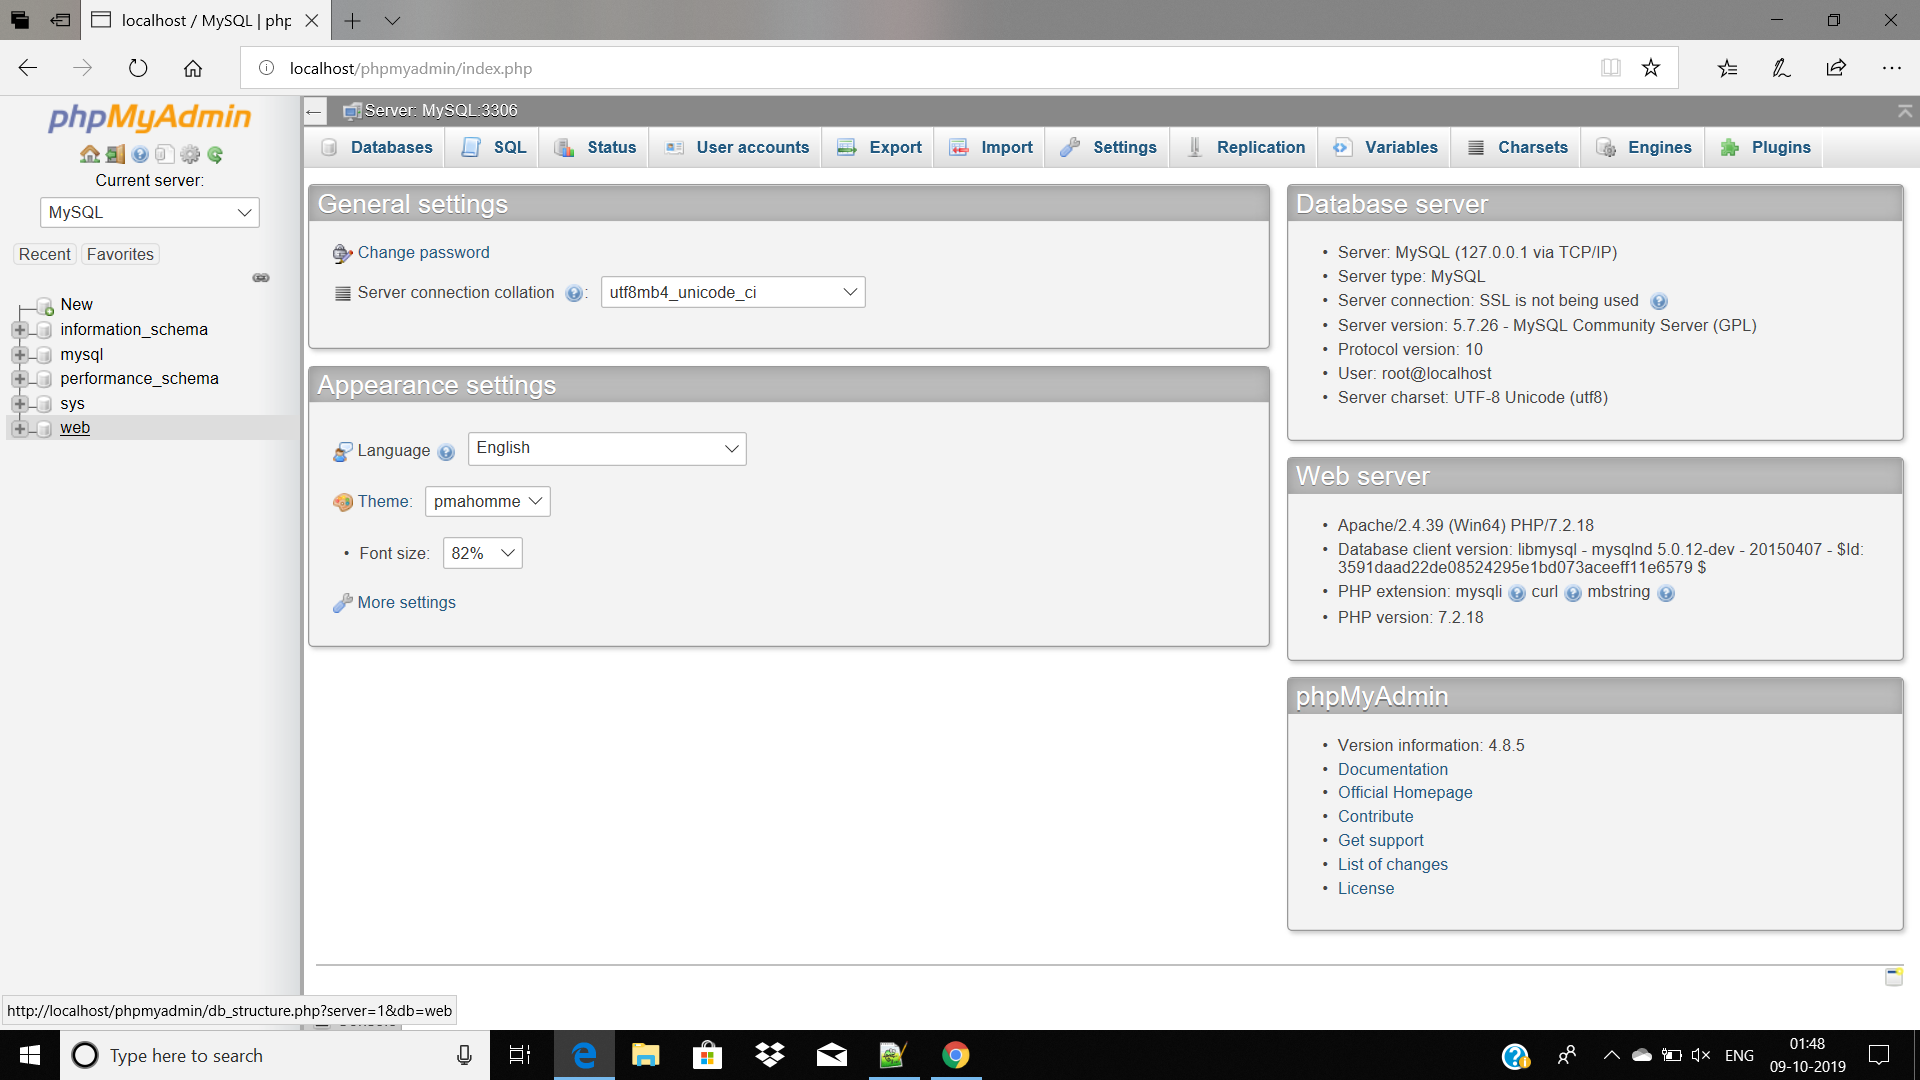 localhost / MySQL | php
localhost/phpmyadmin/index.php
phpMyAdmin
Current server:
MySQL
Recent Favorites
New
information_schema
mysql
performance_schema
sys
web
Server: MySQL:3306
Databases SQL Status User accounts Export Import Settings Replication Variables Charsets Engines Plugins
General settings
Change password
Server connection collation : utf8mb4_unicode_ci
Appearance settings
Language English
Theme: pmahomme
• Font size: 82%
More settings
Database server
• Server: MySQL (127.0.0.1 via TCP/IP)
• Server type: MySQL
• Server connection: SSL is not being used
• Server version: 5.7.26 - MySQL Community Server (GPL)
• Protocol version: 10
• User: root@localhost
• Server charset: UTF-8 Unicode (utf8)
Web server
• Apache/2.4.39 (Win64) PHP/7.2.18
• Database client version: libmysql - mysqlnd 5.0.12-dev - 20150407 - $Id:
3591daad22de08524295e1bd073aceeff11e6579 $
• PHP extension: mysqli curl mbstring
• PHP version: 7.2.18
phpMyAdmin
• Version information: 4.8.5
• Documentation
• Official Homepage
• Contribute
• Get support
• List of changes
• License
http://localhost/phpmyadmin/db_structure.php?server=1&db=web
Type here to search
ENG
01:48
09-10-2019